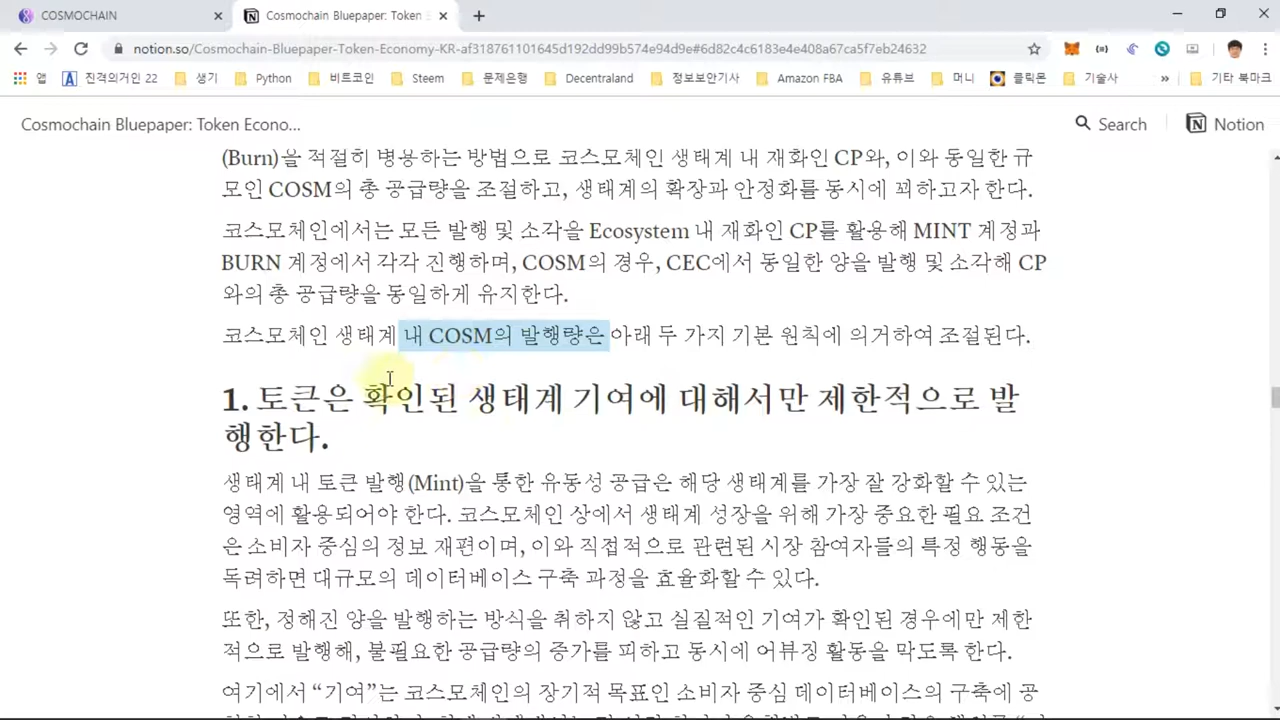 COSMOCHAIN
Cosmochain Bluepaper: Token
notion.so/Cosmochain-Bluepaper-Token-Economy-KR-af318761101645d192dd99b574e94d9e#6d82c4c6183e4e408a67ca5f7eb24632
앱 진격의거인 22 생기 Python 비트코인 Steem 문제은행 Decentraland 정보보안기사 Amazon FBA 유튜브 머니 클릭몬 기술사 » 기타 북마크
Cosmochain Bluepaper: Token Econo...
Search
Notion
(Burn)을 적절히 병용하는 방법으로 코스모체인 생태계 내 재화인 CP와, 이와 동일한 규
모인 COSM의 총 공급량을 조절하고, 생태계의 확장과 안정화를 동시에 꾀하고자 한다.
코스모체인에서는 모든 발행 및 소각을 Ecosystem 내 재화인 CP를 활용해 MINT 계정과
BURN 계정에서 각각 진행하며, COSM의 경우, CEC에서 동일한 양을 발행 및 소각해 CP
와의 총 공급량을 동일하게 유지한다.
코스모체인 생태계 내 COSM의 발행량은 아래 두 가지 기본 원칙에 의거하여 조절된다.
1. 토큰은 확인된 생태계 기여에 대해서만 제한적으로 발
행한다.
생태계 내 토큰 발행(Mint)을 통한 유동성 공급은 해당 생태계를 가장 잘 강화할 수 있는
영역에 활용되어야 한다. 코스모체인 상에서 생태계 성장을 위해 가장 중요한 필요 조건
은 소비자 중심의 정보 재편이며, 이와 직접적으로 관련된 시장 참여자들의 특정 행동을
독려하면 대규모의 데이터베이스 구축 과정을 효율화할 수 있다.
또한, 정해진 양을 발행하는 방식을 취하지 않고 실질적인 기여가 확인된 경우에만 제한
적으로 발행해, 불필요한 공급량의 증가를 피하고 동시에 어뷰징 활동을 막도록 한다.
여기에서 “기여”는 코스모체인의 장기적 목표인 소비자 중심 데이터베이스의 구축에 공